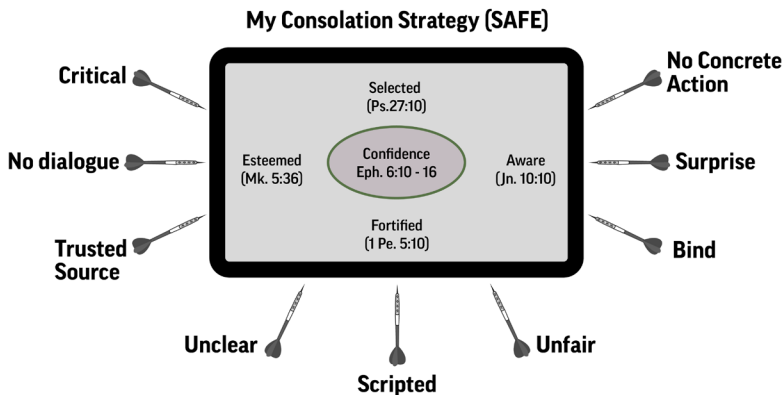 My Consolation Strategy (SAFE)
Critical
No Concrete
Action
Selected
(Ps.27:10)
No dialogue
Esteemed
(Mk. 5:36)
Confidence
Eph. 6:10 - 16
Aware
(Jn. 10:10)
Surprise
Fortified
(1 Pe. 5:10)
Trusted
Source
Bind
Unclear
Scripted
Unfair